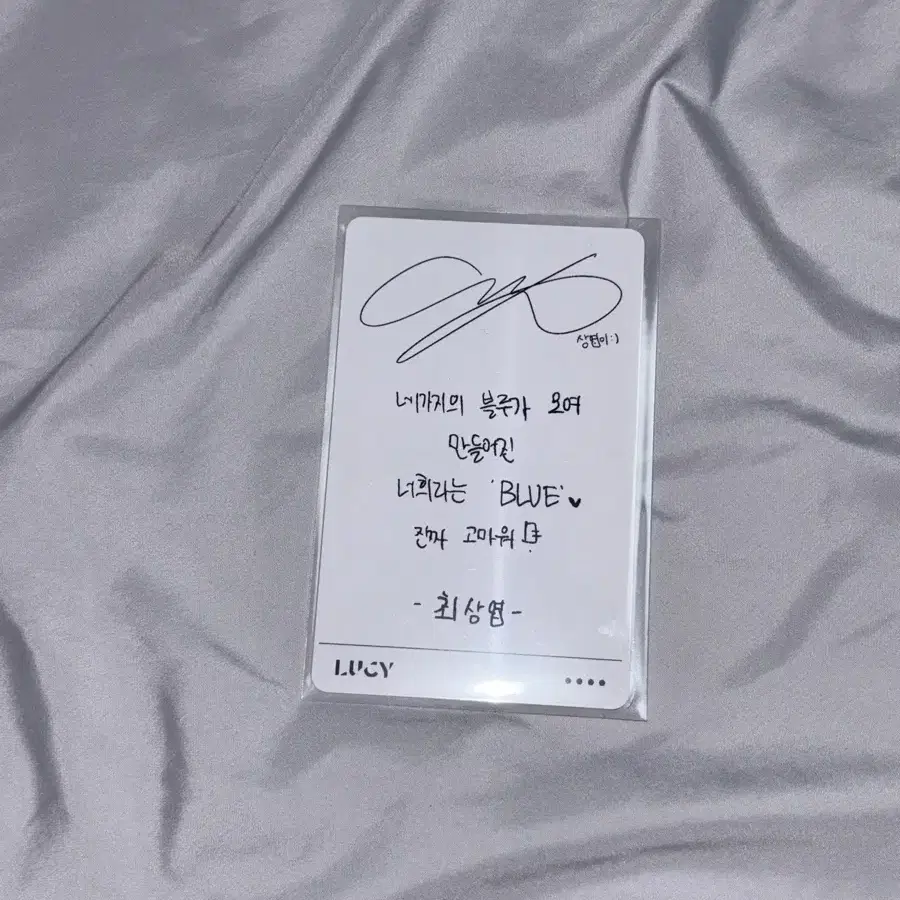 상엽이:)
네가지의 블루가 모여
만들어진
너희라는 'BLUE'♥
진짜 고마워
- 최상엽 -
LUCY